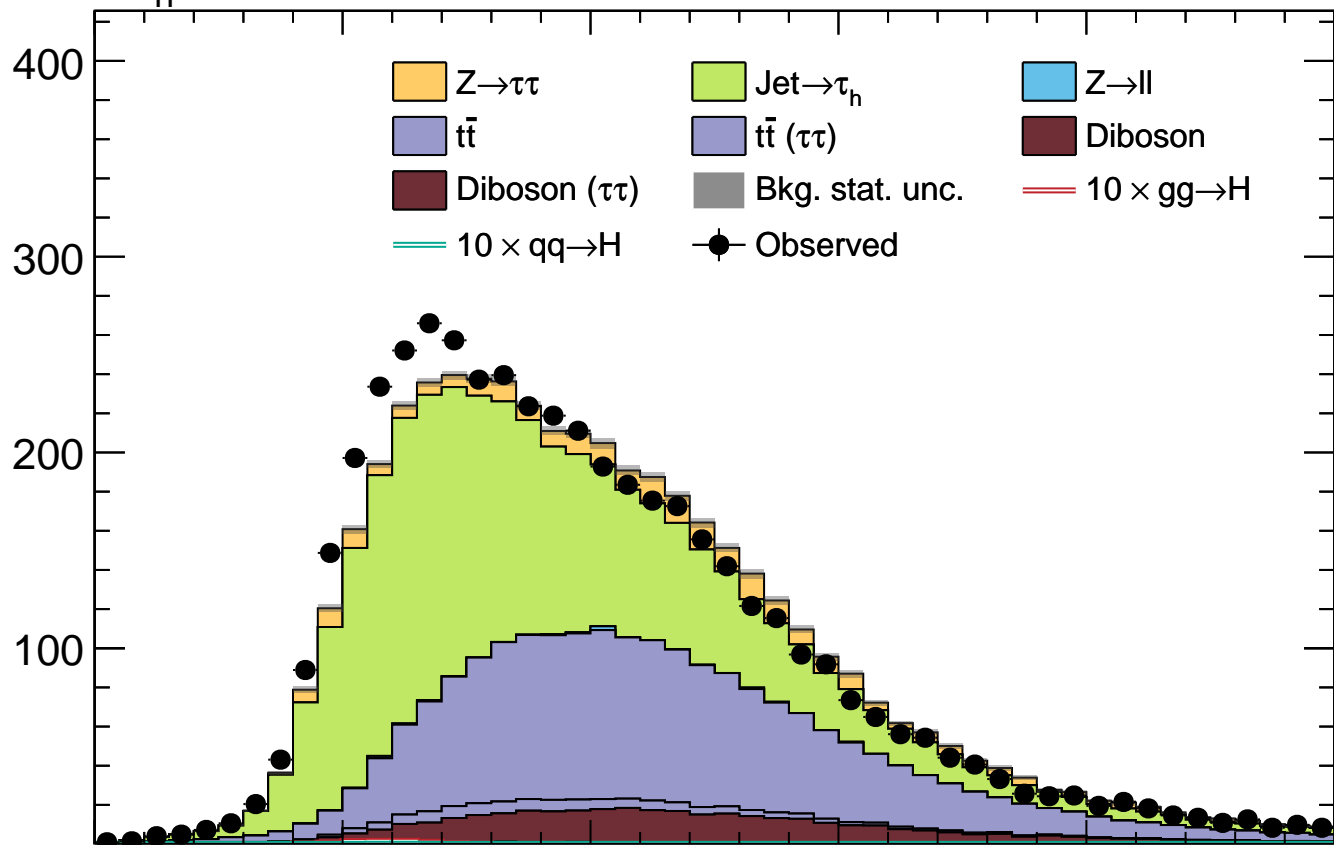 400
300
200
100
Z→ττ Jet→τh Z→ll
tt̄ tt̄ (ττ) Diboson
Diboson (ττ) Bkg. stat. unc. 10 × gg→H
10 × qq→H Observed